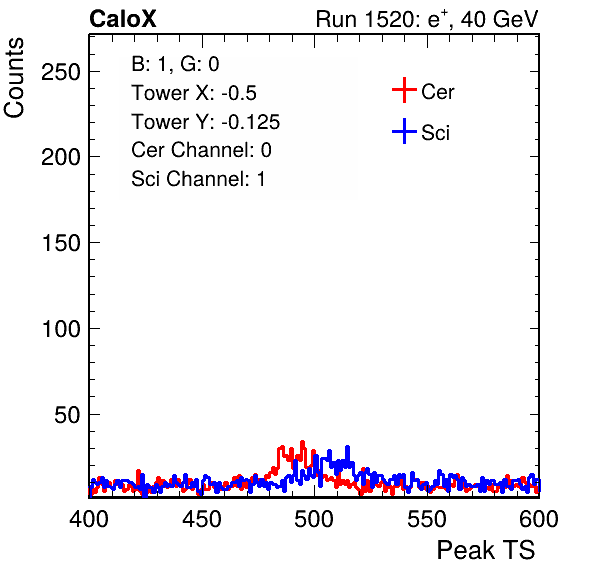 CaloX Run 1520: e⁺, 40 GeV
Counts
B: 1, G: 0
Tower X: -0.5
Tower Y: -0.125
Cer Channel: 0
Sci Channel: 1
Cer
Sci
250
200
150
100
50
400 450 500 550 600
Peak TS